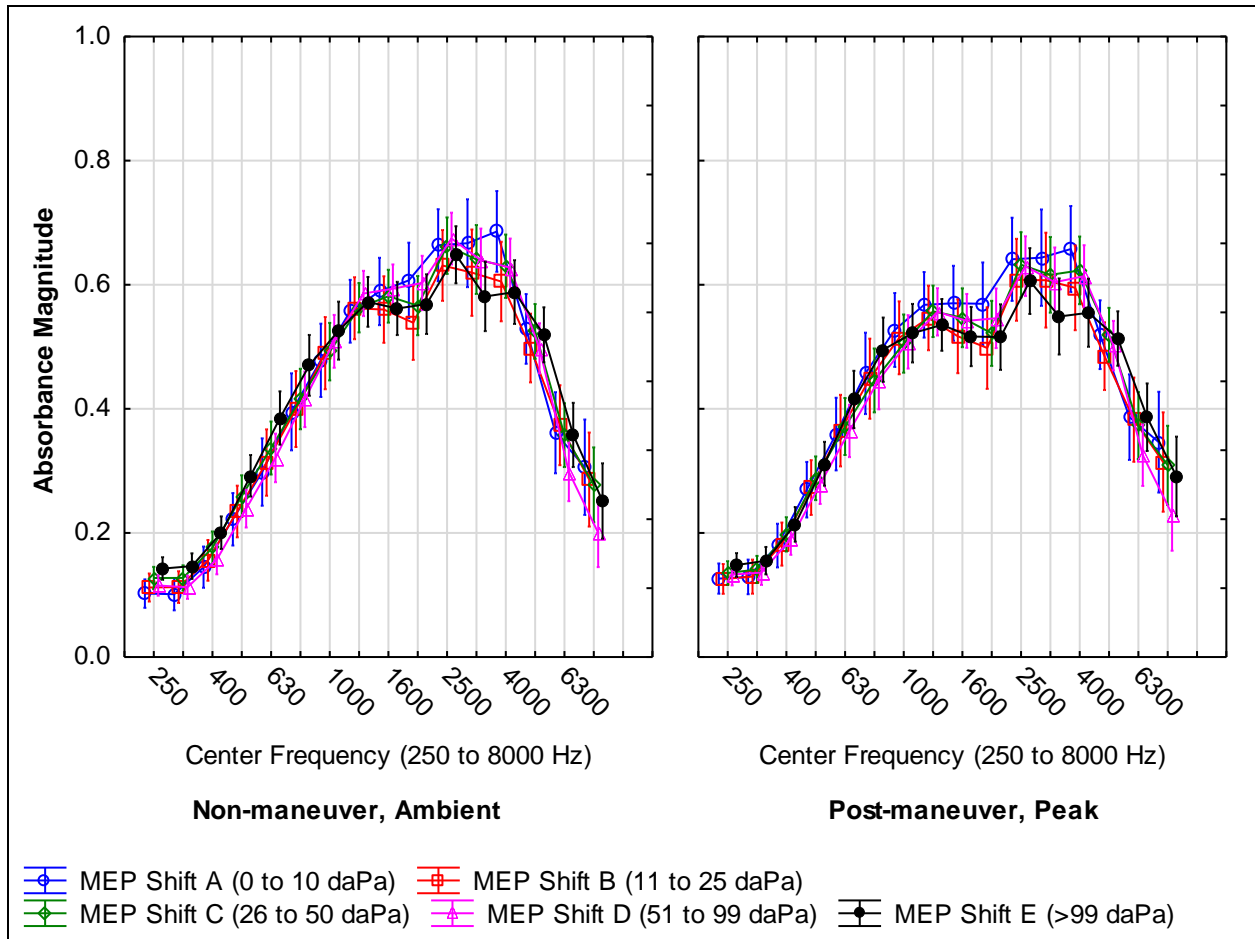 Absorbance Magnitude
1.0
0.8
0.6
0.4
0.2
0.0
250 400 630 1000 1600 2500 4000 6300
250 400 630 1000 1600 2500 4000 6300
Center Frequency (250 to 8000 Hz)
Center Frequency (250 to 8000 Hz)
Non-maneuver, Ambient
Post-maneuver, Peak
MEP Shift A (0 to 10 daPa)
MEP Shift B (11 to 25 daPa)
MEP Shift C (26 to 50 daPa)
MEP Shift D (51 to 99 daPa)
MEP Shift E (>99 daPa)